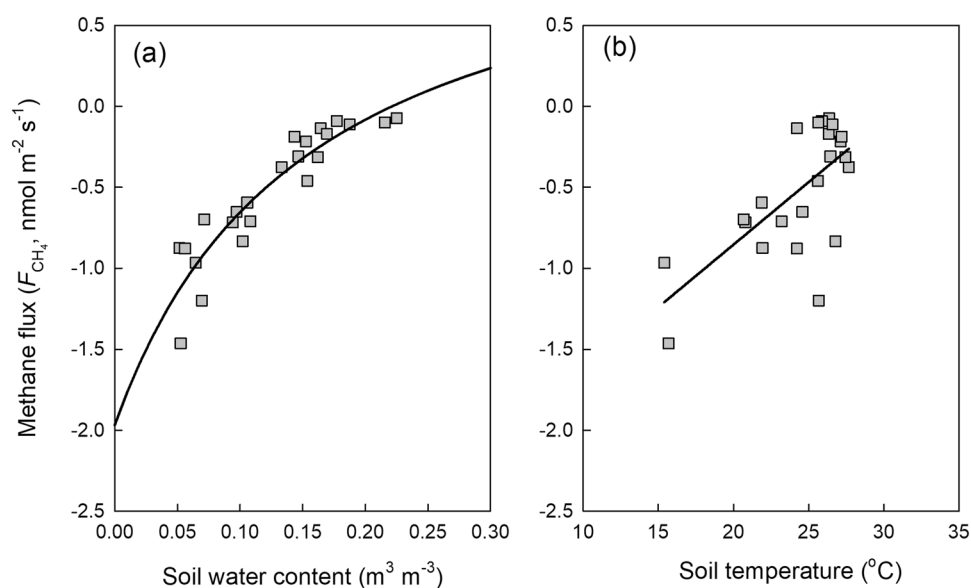 (a)
(b)
Methane flux (F_CH₄, nmol m⁻² s⁻¹)
0.5
0.0
-0.5
-1.0
-1.5
-2.0
-2.5
0.00 0.05 0.10 0.15 0.20 0.25 0.30
Soil water content (m³ m⁻³)
0.5
0.0
-0.5
-1.0
-1.5
-2.0
-2.5
10 15 20 25 30 35
Soil temperature (°C)